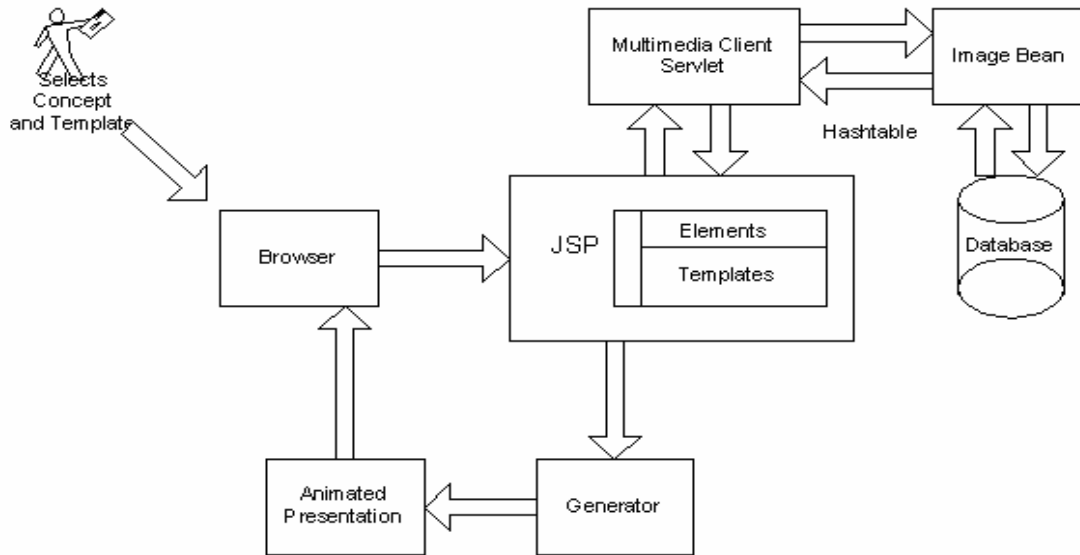 Selects
Concept
and Template
Multimedia Client
Servlet
Image Bean
Hashtable
Browser
JSP
Elements
Templates
Database
Animated
Presentation
Generator